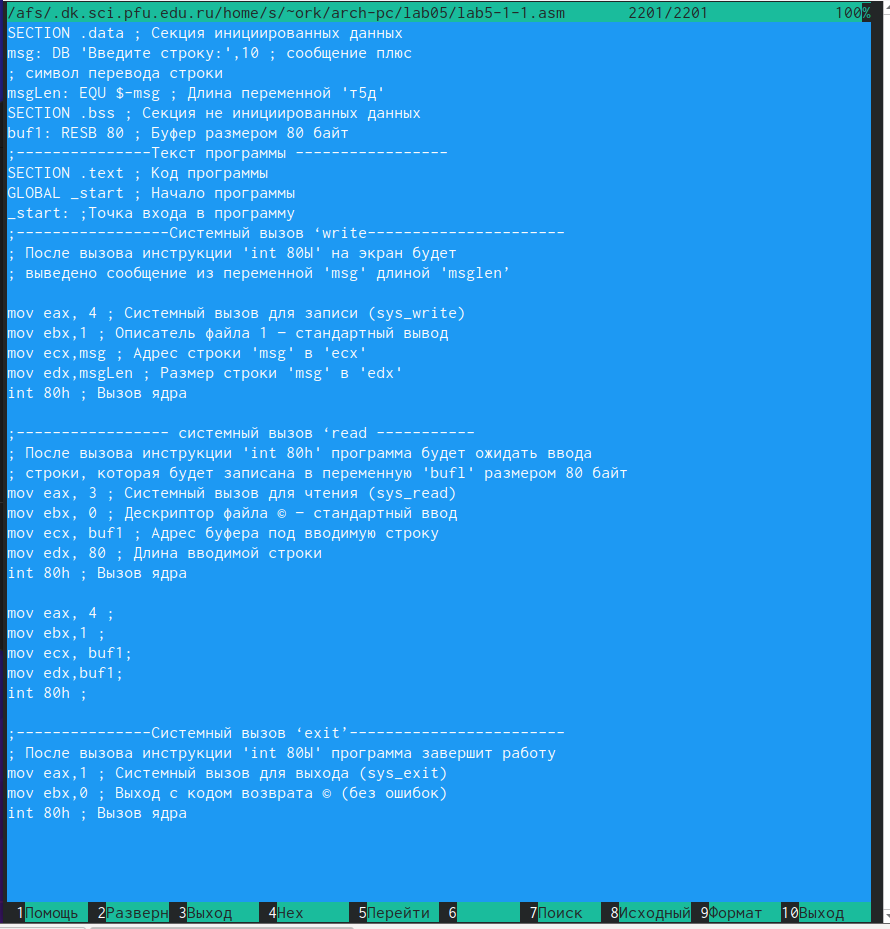 /afs/.dk.sci.pfu.edu.ru/home/s/~ork/arch-pc/lab05/lab5-1-1.asm 2201/2201 100%
SECTION .data ; Секция инициированных данных
msg: DB 'Введите строку:',10 ; сообщение плюс
; символ перевода строки
msgLen: EQU $-msg ; Длина переменной 'т5д'
SECTION .bss ; Секция не инициированных данных
buf1: RESB 80 ; Буфер размером 80 байт
;---------------Текст программы -----------------
SECTION .text ; Код программы
GLOBAL _start ; Начало программы
_start: ;Точка входа в программу
;-----------------Системный вызов ‘write----------------------
; После вызова инструкции 'int 80Ы' на экран будет
; выведено сообщение из переменной 'msg' длиной 'msglen’
mov eax, 4 ; Системный вызов для записи (sys_write)
mov ebx,1 ; Описатель файла 1 — стандартный вывод
mov ecx,msg ; Адрес строки 'msg' в 'ecx'
mov edx,msgLen ; Размер строки 'msg' в 'edx'
int 80h ; Вызов ядра
;----------------- системный вызов ‘read -----------
; После вызова инструкции 'int 80h' программа будет ожидать ввода
; строки, которая будет записана в переменную 'bufl' размером 80 байт
mov eax, 3 ; Системный вызов для чтения (sys_read)
mov ebx, 0 ; Дескриптор файла © — стандартный ввод
mov ecx, buf1 ; Адрес буфера под вводимую строку
mov edx, 80 ; Длина вводимой строки
int 80h ; Вызов ядра
mov eax, 4 ;
mov ebx,1 ;
mov ecx, buf1;
mov edx,buf1;
int 80h ;
;---------------Системный вызов ‘exit’------------------------
; После вызова инструкции 'int 80Ы' программа завершит работу
mov eax,1 ; Системный вызов для выхода (sys_exit)
mov ebx,0 ; Выход с кодом возврата © (без ошибок)
int 80h ; Вызов ядра
1Помощь 2Разверн 3Выход 4Hex 5Перейти 6 7Поиск 8Исходный 9Формат 10Выход